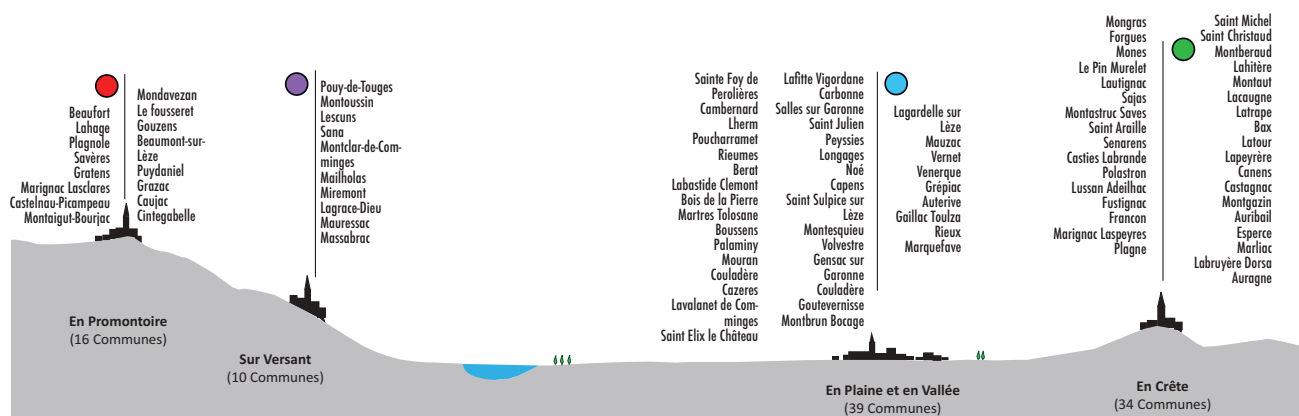 Beaufort
Lahage
Plagnole
Savères
Gratens
Marignac Lasclares
Castelnau-Picampeau
Montaigut-Bourjac
Mondavezan
Le fousseret
Gouzens
Beaumont-sur-
Lèze
Puydaniel
Grazac
Caujac
Cintegabelle
En Promontoire
(16 Communes)
Pouy-de-Touges
Montoussin
Lescuns
Sana
Montclar-de-Com-
minges
Mailholas
Miremont
Lagrace-Dieu
Mauressac
Massabrac
Sur Versant
(10 Communes)
Sainte Foy de
Perolières
Cambernard
Lherm
Poucharramet
Rieumes
Berat
Labastide Clemont
Bois de la Pierre
Martres Tolosane
Boussens
Palaminy
Mouran
Couladère
Cazeres
Lavalanet de Com-
minges
Saint Elix le Château
Lafitte Vigordane
Carbonne
Salles sur Garonne
Saint Julien
Peyssies
Longages
Noé
Capens
Saint Sulpice sur
Lèze
Montesquieu
Volvestre
Gensac sur
Garonne
Couladère
Goutevernisse
Montbrun Bocage
Lagardelle sur
Lèze
Mauzac
Vernet
Venerque
Grépiac
Auterive
Gaillac Toulza
Rieux
Marquefave
En Plaine et en Vallée
(39 Communes)
Mongras
Forgues
Mones
Le Pin Murelet
Lautignac
Sajas
Montastruc Saves
Saint Araille
Senarens
Casties Labrande
Polastron
Lussan Adeilhac
Fustignac
Francon
Marignac Laspeyres
Plagne
Saint Michel
Saint Christaud
Montberaud
Lahitère
Montaut
Lacaugne
Latrape
Bax
Latour
Lapeyrère
Canens
Castagnac
Montgazin
Auribail
Esperce
Marliac
Labruyère Dorsa
Auragne
En Crête
(34 Communes)